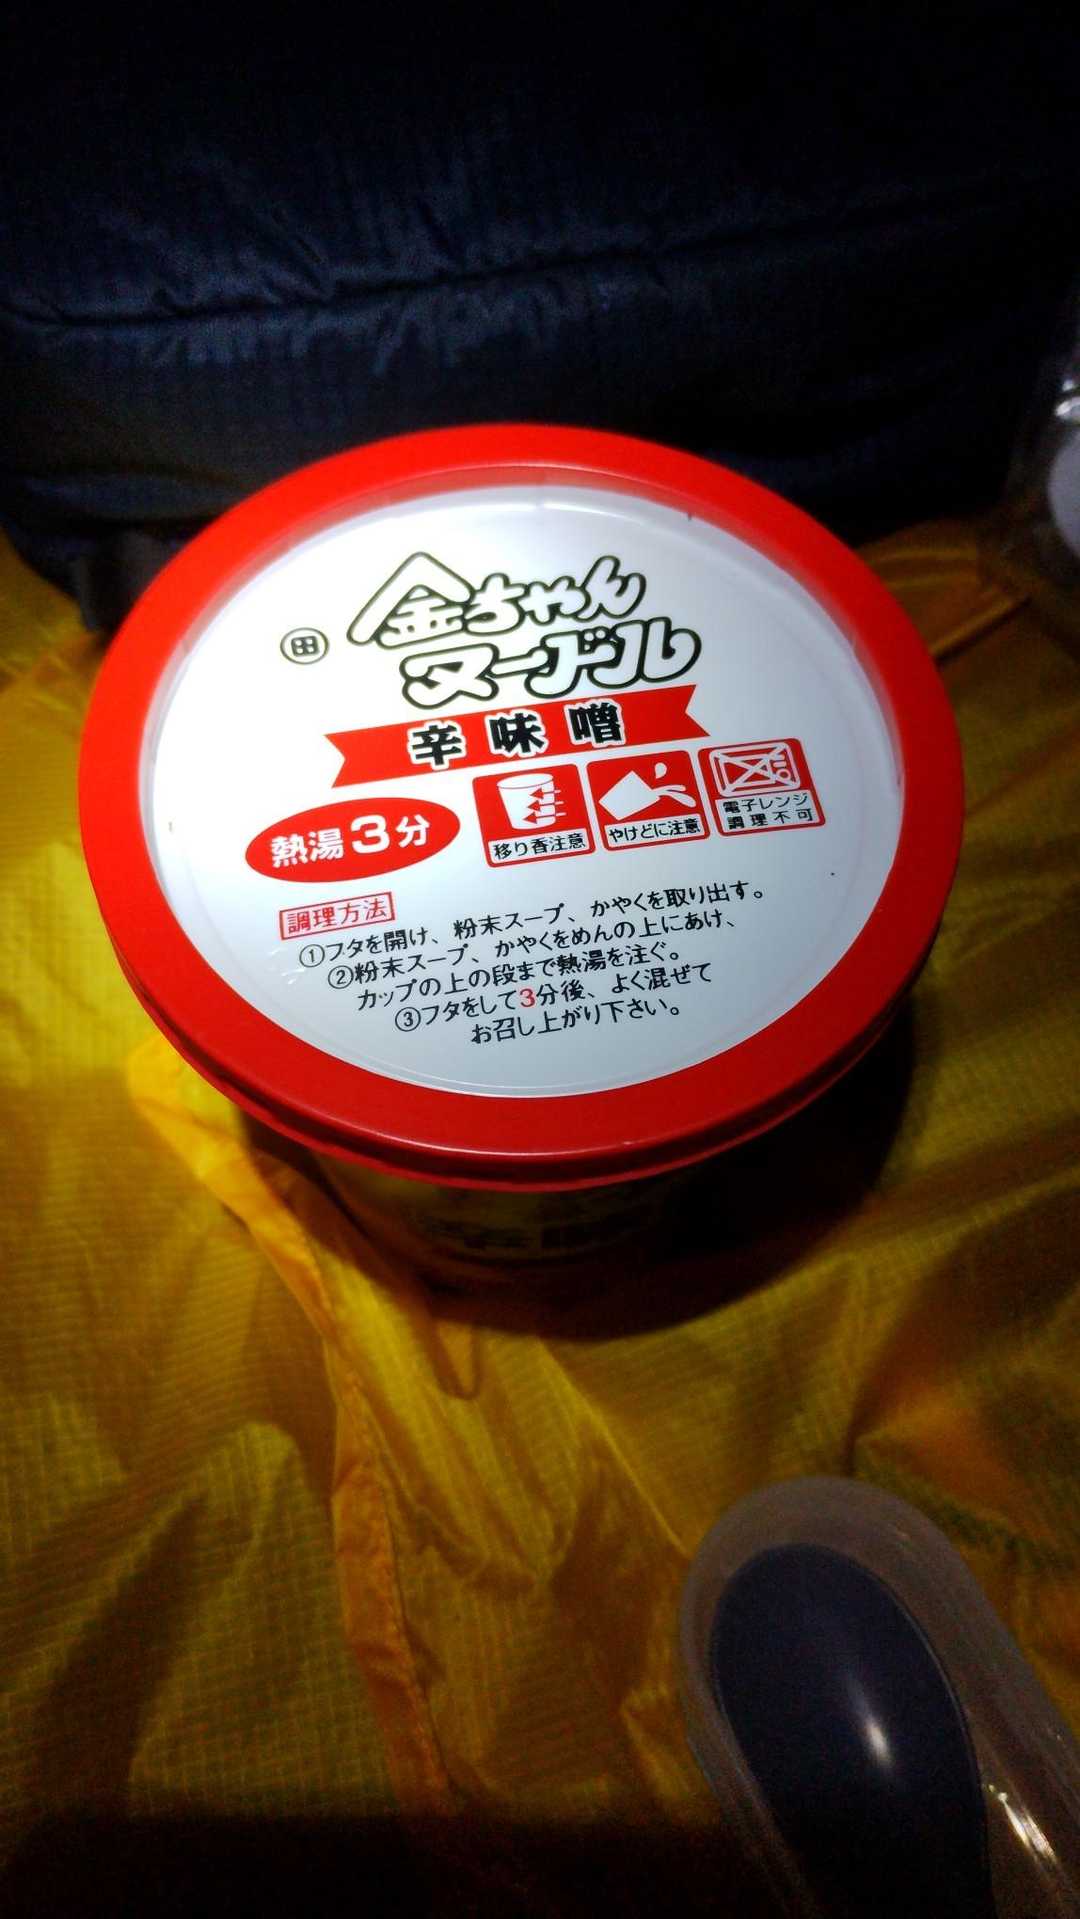 田
金ちゃん
ヌードル
辛味噌
熱湯3分
移り香注意
やけどに注意
電子レンジ
調理不可
調理方法
①フタを開け、粉末スープ、かやくを取り出す。
②粉末スープ、かやくをめんの上にあけ、
カップの上の段まで熱湯を注ぐ。
③フタをして3分後、よく混ぜて
お召し上がり下さい。